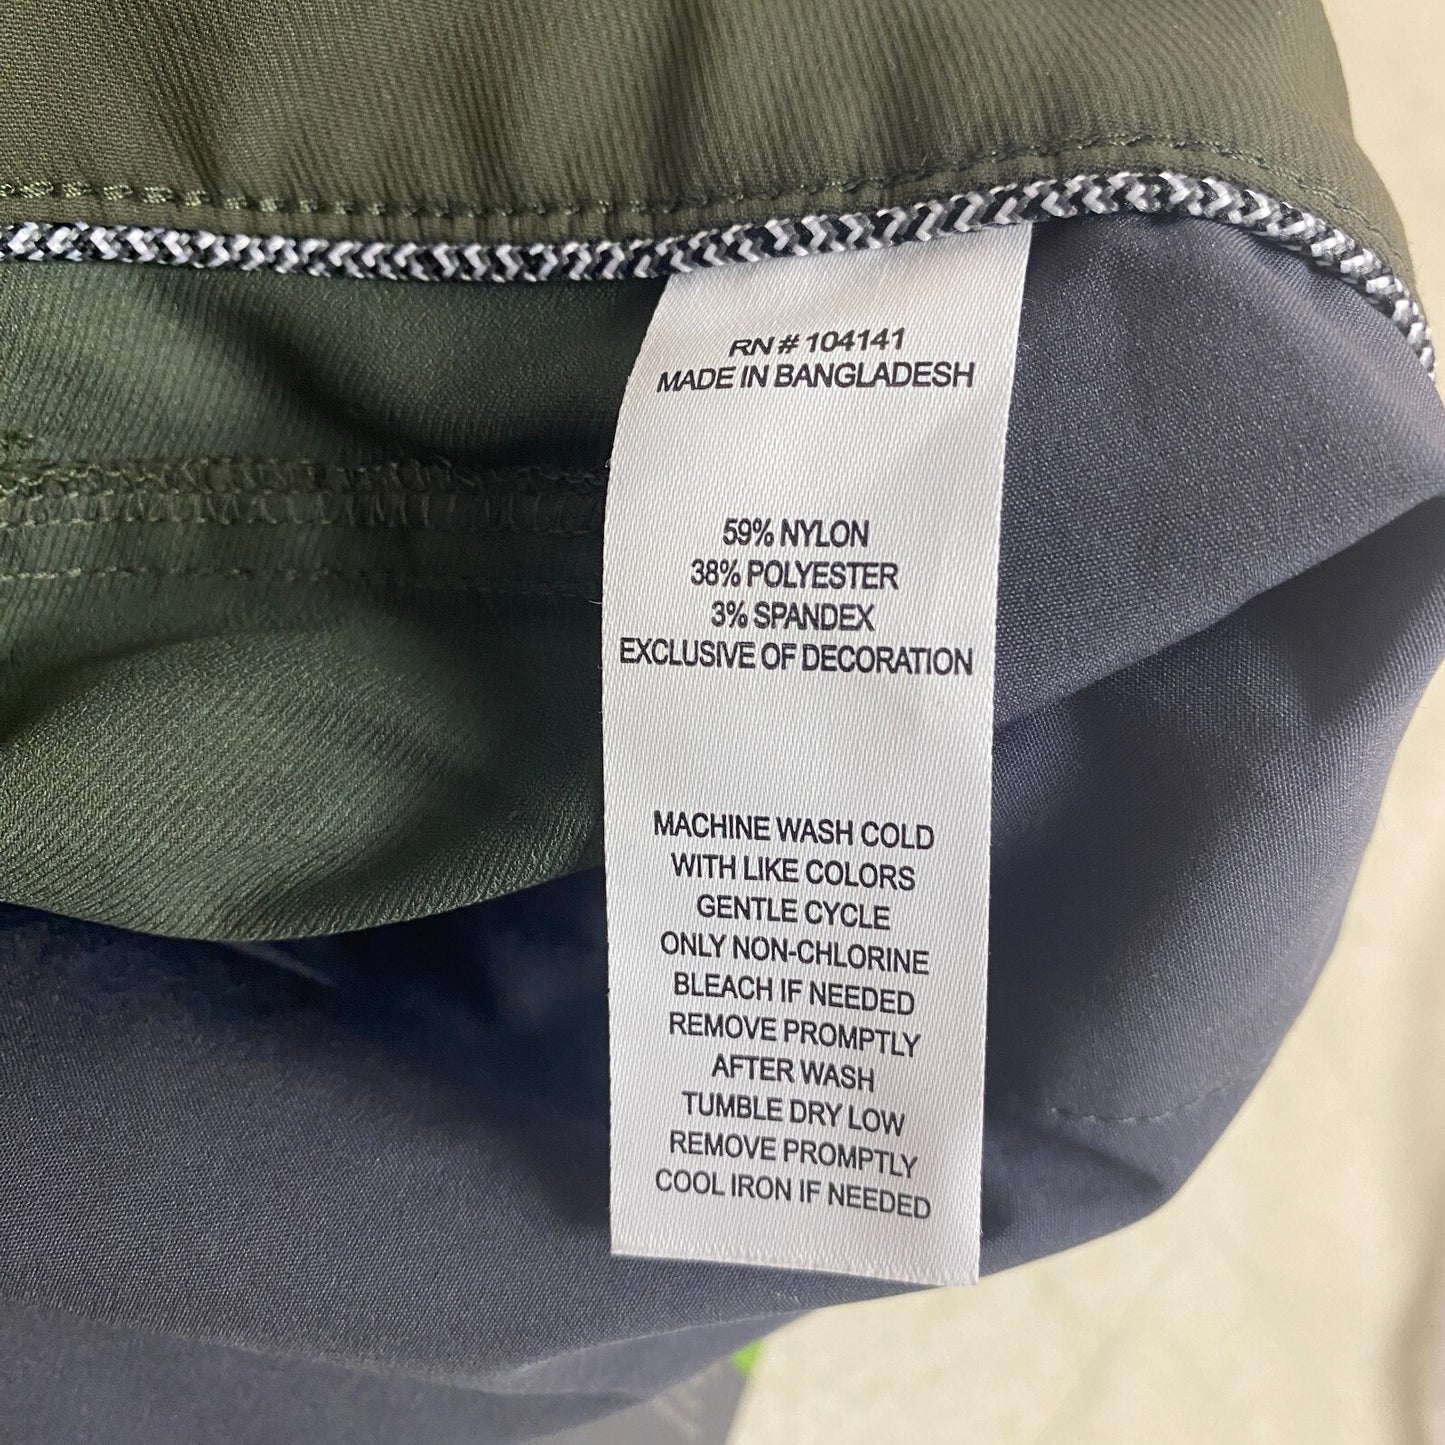 RN # 104141
MADE IN BANGLADESH
59% NYLON
38% POLYESTER
3% SPANDEX
EXCLUSIVE OF DECORATION
MACHINE WASH COLD
WITH LIKE COLORS
GENTLE CYCLE
ONLY NON-CHLORINE
BLEACH IF NEEDED
REMOVE PROMPTLY
AFTER WASH
TUMBLE DRY LOW
REMOVE PROMPTLY
COOL IRON IF NEEDED